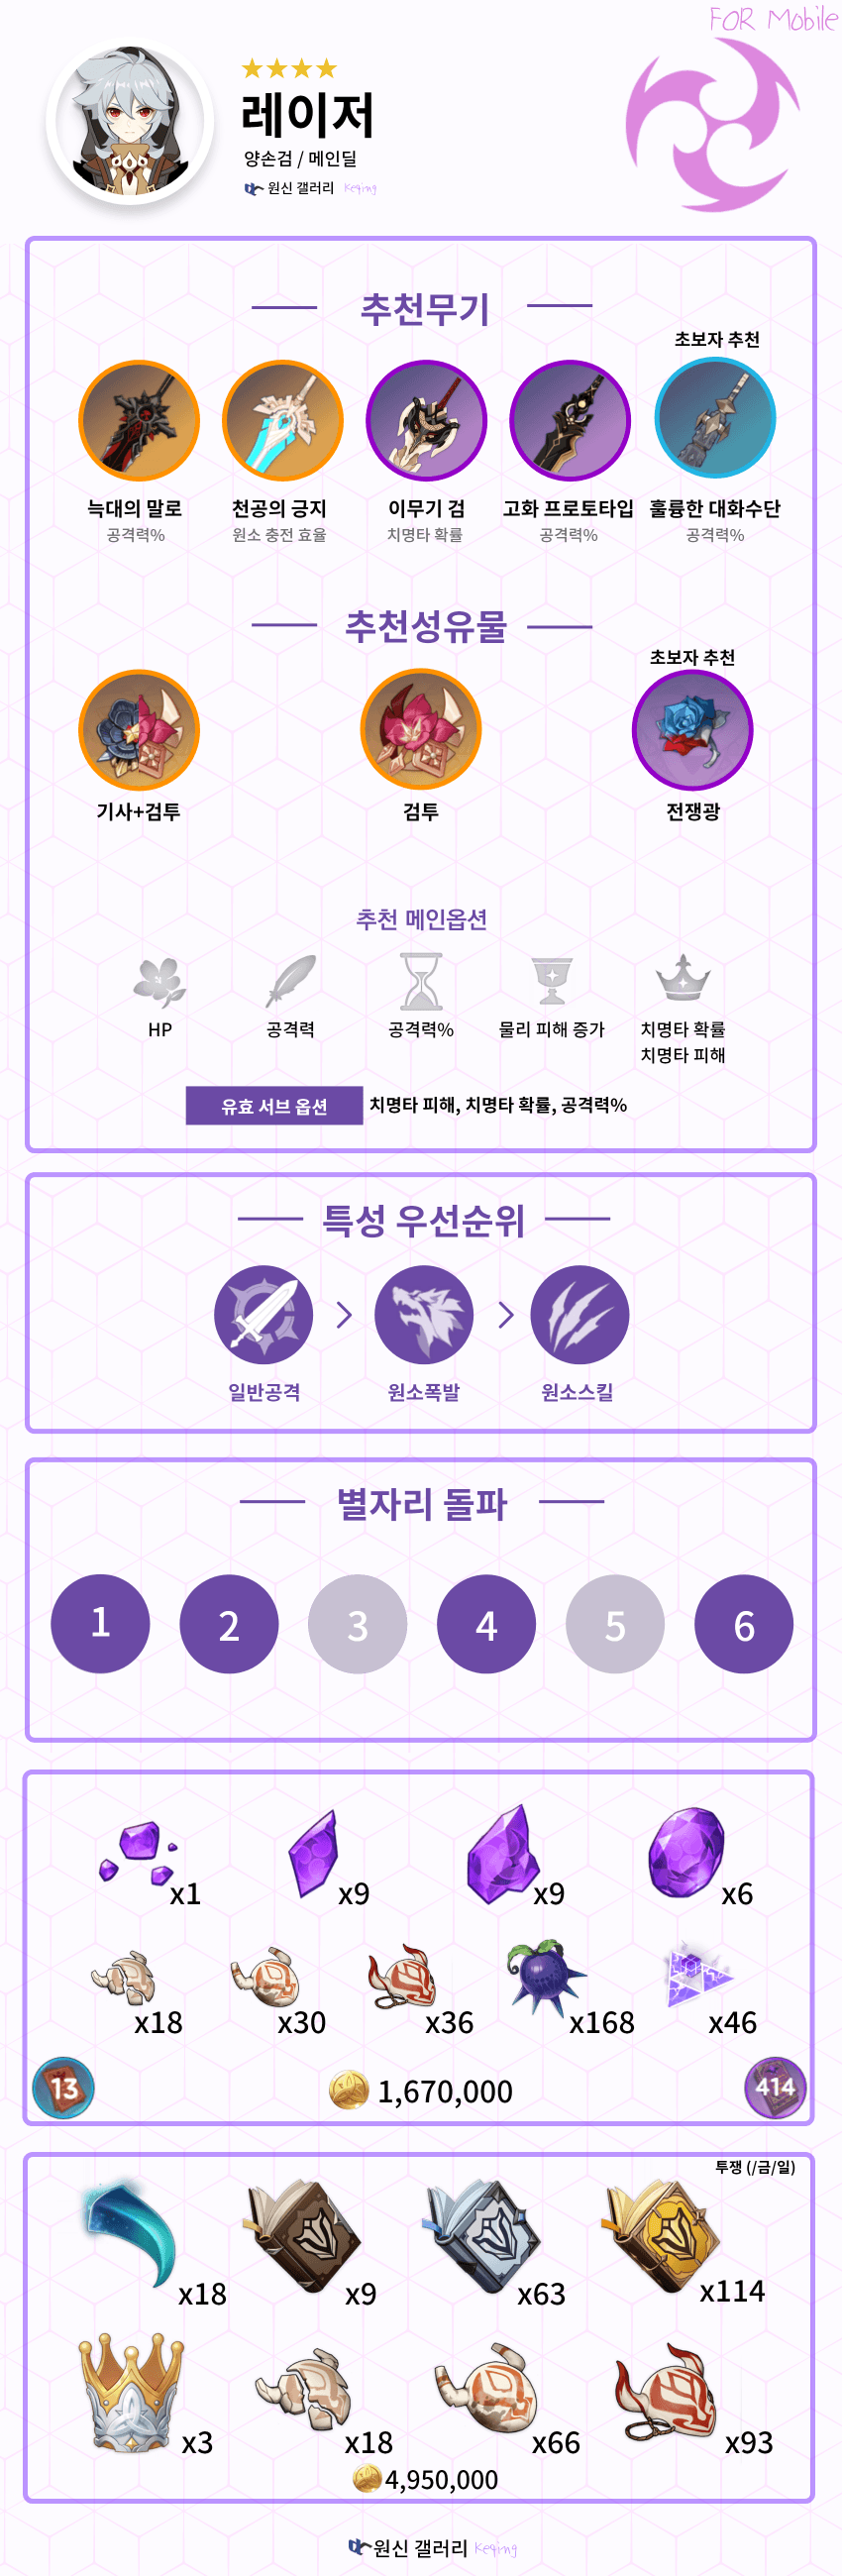 FOR Mobile
레이저
양손검 / 메인딜
원신 갤러리 Keqing
추천무기
초보자 추천
늑대의 말로 천공의 긍지 이무기 검 고화 프로토타입 훌륭한 대화수단
공격력% 원소 충전 효율 치명타 확률 공격력% 공격력%
추천성유물
초보자 추천
기사+검투 검투 전쟁광
추천 메인옵션
HP 공격력 공격력% 물리 피해 증가 치명타 확률
치명타 피해
유효 서브 옵션 치명타 피해, 치명타 확률, 공격력%
특성 우선순위
일반공격 > 원소폭발 > 원소스킬
별자리 돌파
1 2 3 4 5 6
x1 x9 x9 x6
x18 x30 x36 x168 x46
13 1,670,000 414
투쟁 (/금/일)
x18 x9 x63 x114
x3 x18 x66 x93
4,950,000
원신 갤러리 Keqing